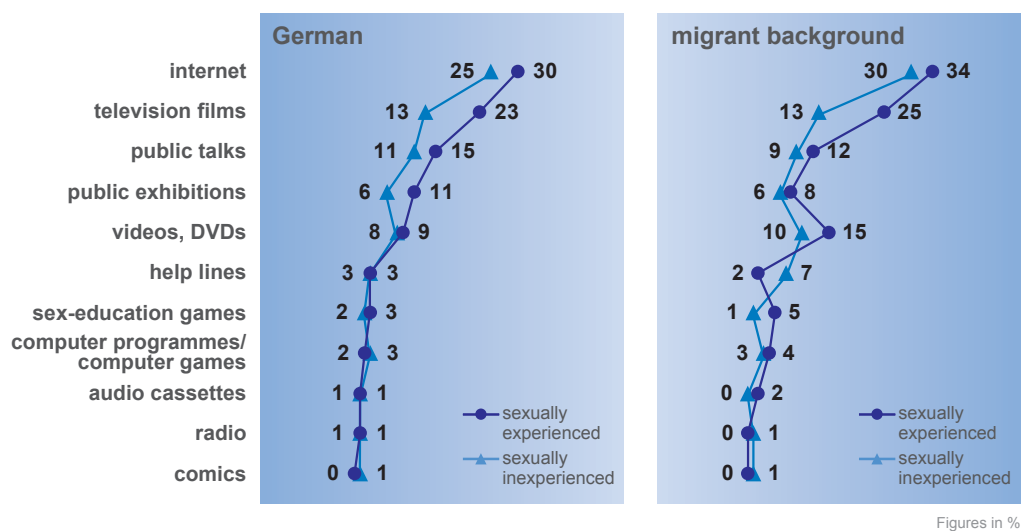 German
migrant background
internet 25 30 30 34
television films 13 23 13 25
public talks 11 15 9 12
public exhibitions 6 11 6 8
videos, DVDs 8 9 10 15
help lines 3 3 2 7
sex-education games 2 3 1 5
computer programmes/
computer games 2 3 3 4
audio cassettes 1 1 0 2
radio 1 1 0 1
comics 0 1 0 1
sexually
experienced
sexually
inexperienced
sexually
experienced
sexually
inexperienced
Figures in %